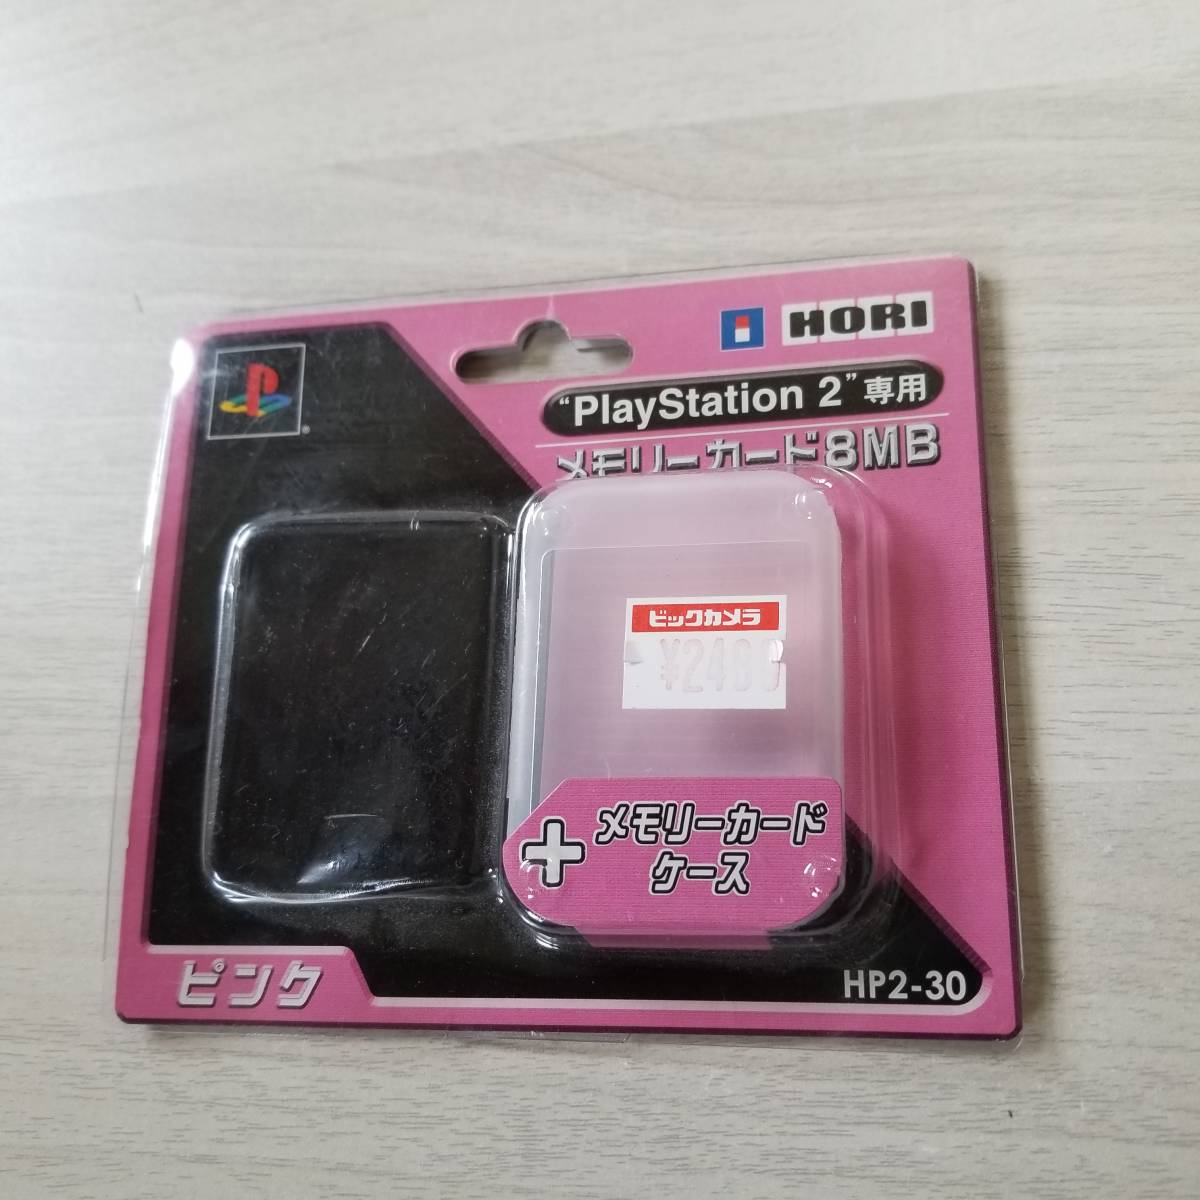 HORI
"PlayStation 2"専用
メモリーカード8MB
ビックカメラ
メモリーカード
ケース
ピンク
HP2-30